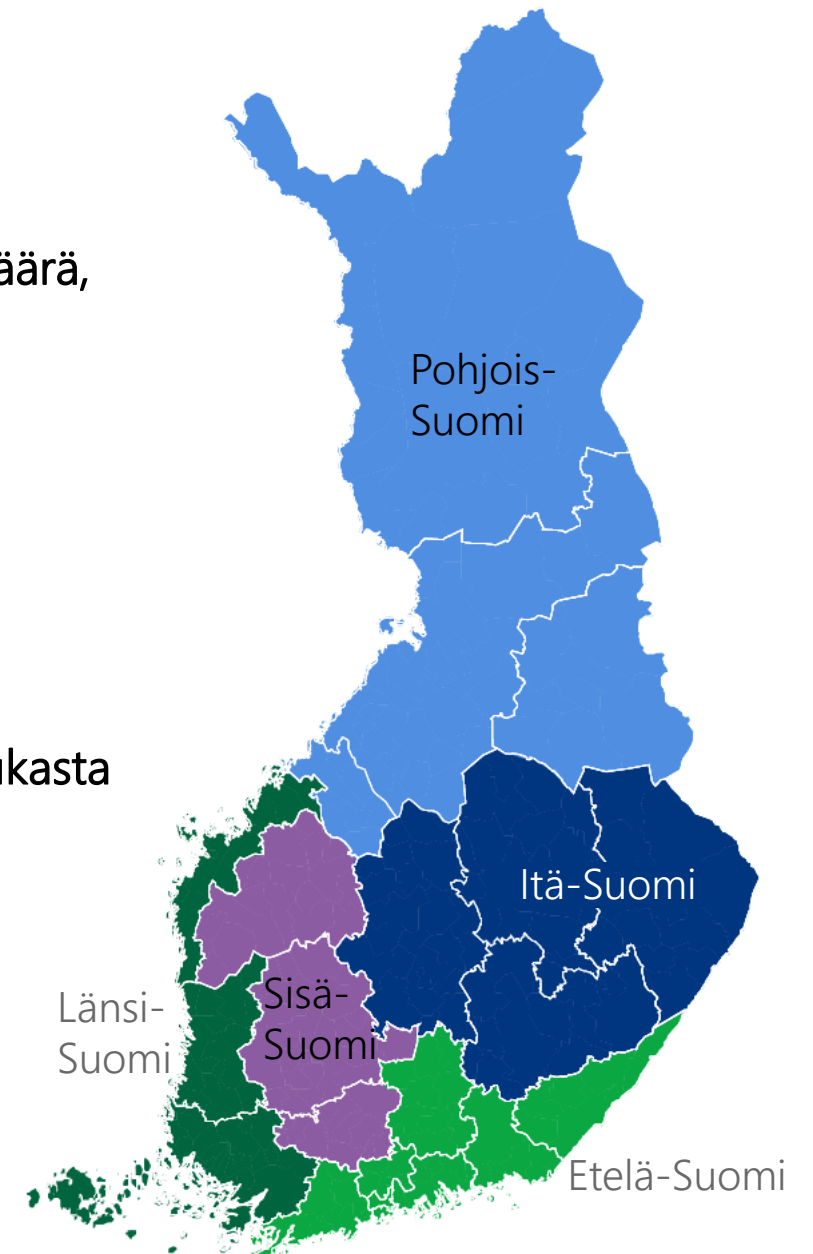 äärä,
Pohjois-
Suomi
ukasta
Itä-Suomi
Sisä-
Suomi
Länsi-
Suomi
Etelä-Suomi